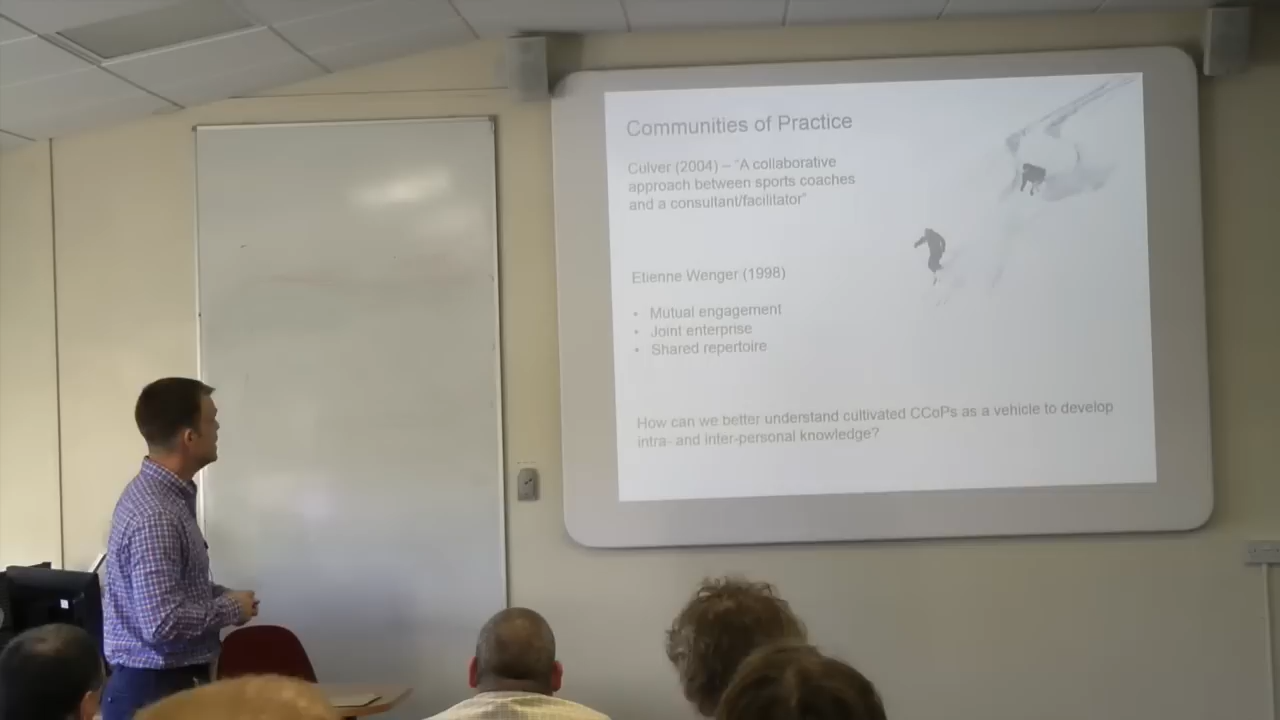 Communities of Practice
Culver (2004) – “A collaborative
approach between sports coaches
and a consultant/facilitator”
Etienne Wenger (1998)
• Mutual engagement
• Joint enterprise
• Shared repertoire
How can we better understand cultivated CCoPs as a vehicle to develop
intra- and inter-personal knowledge?